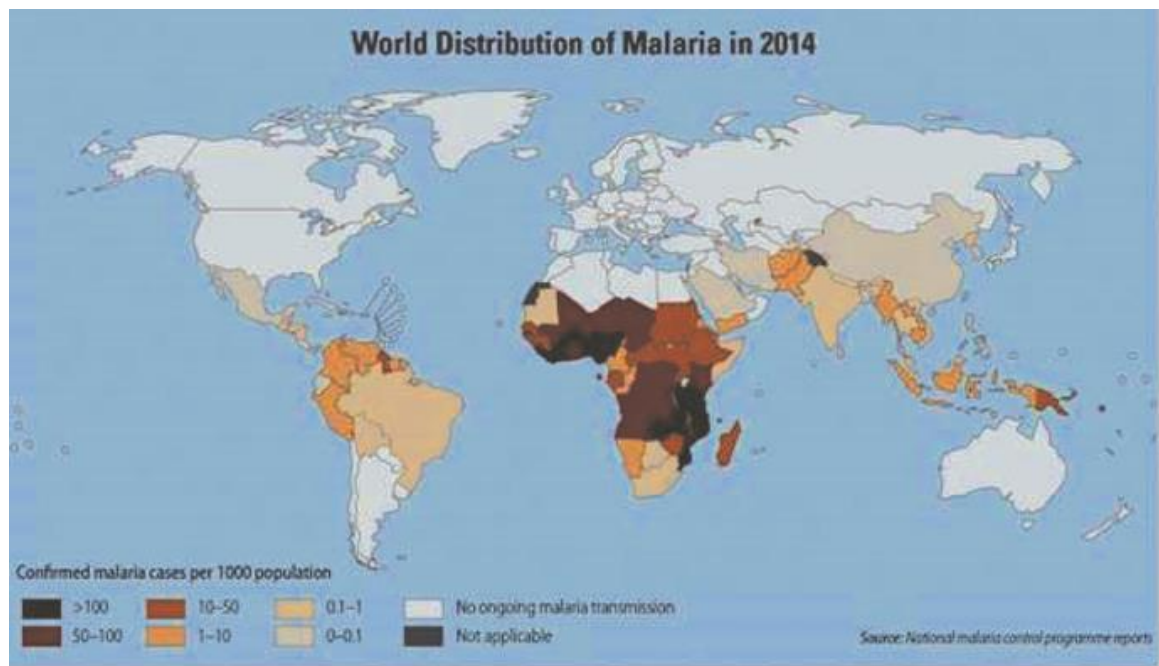 World Distribution of Malaria in 2014
Confirmed malaria cases per 1000 population
>100
10–50
0.1–1
No ongoing malaria transmission
50–100
1–10
0–0.1
Not applicable
Source: National malaria control programme reports